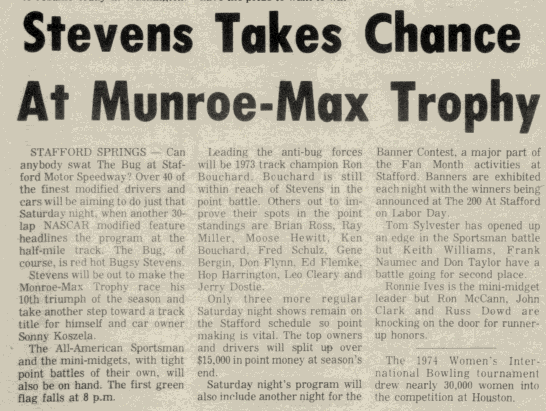 Stevens Takes Chance
At Munroe-Max Trophy
STAFFORD SPRINGS — Can
anybody swat The Bug at Staf-
ford Motor Speedway? Over 40 of
the finest modified drivers and
cars will be aiming to do just that
Saturday night, when another 30-
lap NASCAR modified feature
headlines the program at the
half-mile track. The Bug, of
course, is red hot Bugsy Stevens.
Stevens will be out to make the
Monroe-Max Trophy race his
10th triumph of the season and
take another step toward a track
title for himself and car owner
Sonny Koszela.
The All-American Sportsman
and the mini-midgets, with tight
point battles of their own, will
also be on hand. The first green
flag falls at 8 p.m.
Leading the anti-bug forces
will be 1973 track champion Ron
Bouchard. Bouchard is still
within reach of Stevens in the
point battle. Others out to im-
prove their spots in the point
standings are Brian Ross, Ray
Miller, Moose Hewitt, Ken
Bouchard, Fred Schulz, Gene
Bergin, Don Flynn, Ed Flemke,
Hop Harrington, Leo Cleary and
Jerry Dostie.
Only three more regular
Saturday night shows remain on
the Stafford schedule so point
making is vital. The top owners
and drivers will split up over
$15,000 in point money at season's
end.
Saturday night's program will
also include another night for the
Banner Contest, a major part of
the Fan Month activities at
Stafford. Banners are exhibited
each night with the winners being
announced at The 200 At Stafford
on Labor Day.
Tom Sylvester has opened up
an edge in the Sportsman battle
but Keith Williams, Frank
Naumec and Don Taylor have a
battle going for second place.
Ronnie Ives is the mini-midget
leader but Ron McCann, John
Clark and Russ Dowd are
knocking on the door for runner-
up honors.
The 1974 Women's Inter-
national Bowling tournament
drew nearly 30,000 women into
the competition at Houston.